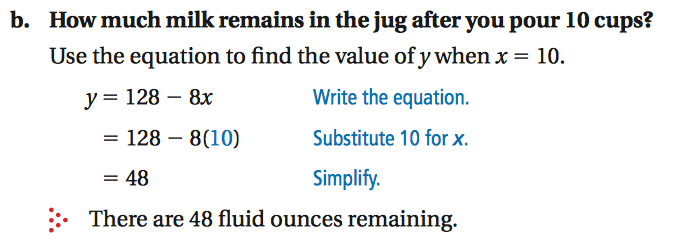 b. How much milk remains in the jug after you pour 10 cups?
Use the equation to find the value of y when x = 10.
y = 128 − 8x Write the equation.
= 128 − 8(10) Substitute 10 for x.
= 48 Simplify.
There are 48 fluid ounces remaining.